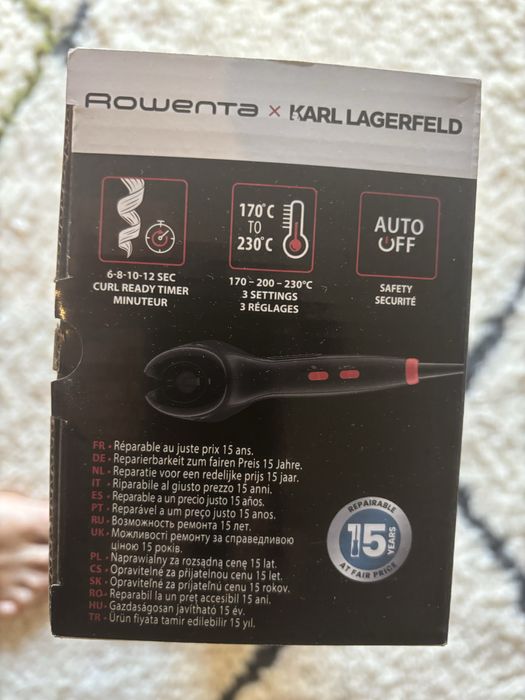 Rowenta × KARL LAGERFELD
170°C
TO
230°C
AUTO
OFF
6-8-10-12 SEC
CURL READY TIMER
MINUTEUR
170 - 200 - 230°C
3 SETTINGS
3 RÉGLAGES
SAFETY
SECURITÉ
FR - Réparable au juste prix 15 ans.
DE - Reparierbarkeit zum fairen Preis 15 Jahre.
NL - Reparatie voor een redelijke prijs 15 jaar.
IT - Riparabile al giusto prezzo 15 anni.
ES - Reparable a un precio justo 15 años.
PT - Reparável a um preço justo 15 anos.
RU - Возможность ремонта 15 лет.
UK - Можливості ремонту за справедливою
ціною 15 років.
PL - Naprawialny za rozsądną cenę 15 lat.
CS - Opravitelné za přijatelnou cenu 15 let.
SK - Opraviteľné za prijateľnú cenu 15 rokov.
RO - Reparabil la un preț accesibil 15 ani.
HU - Gazdaságosan javítható 15 év.
TR - Ürün fiyata tamir edilebilir 15 yıl.
REPAIRABLE
15 YEARS
AT FAIR PRICE